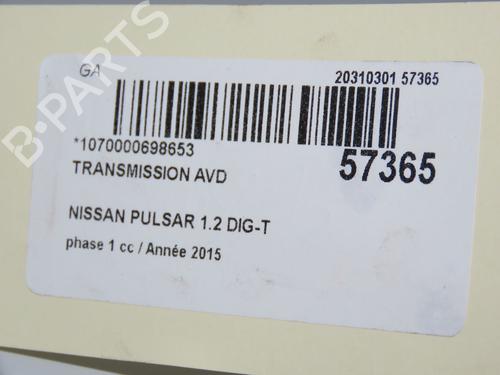 GA
20310301 57365
*1070000698653
57365
TRANSMISSION AVD
NISSAN PULSAR 1.2 DIG-T
phase 1 cc / Année 2015
B-PARTS